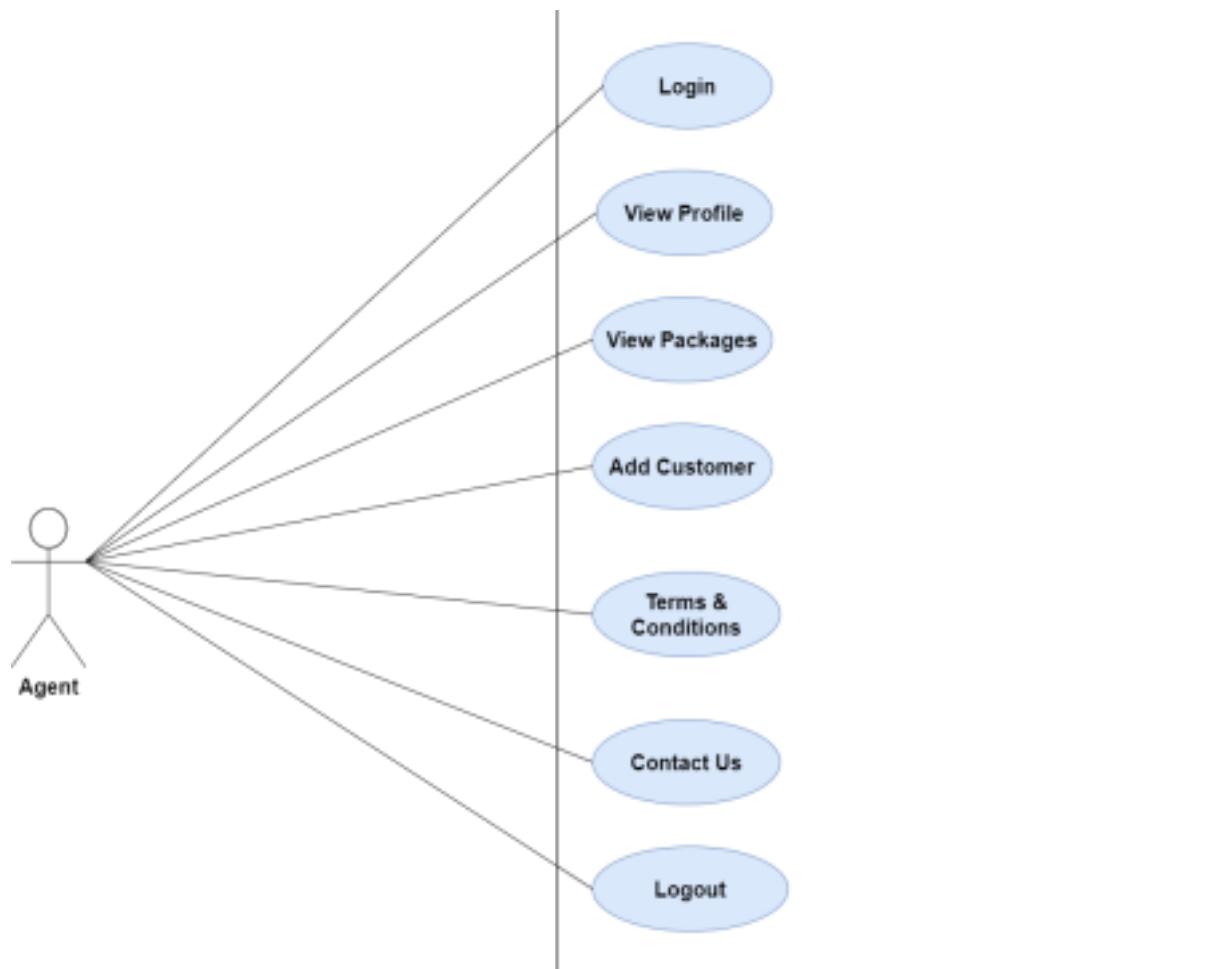 Login
View Profile
View Packages
Add Customer
Terms &
Conditions
Agent
Contact Us
Logout